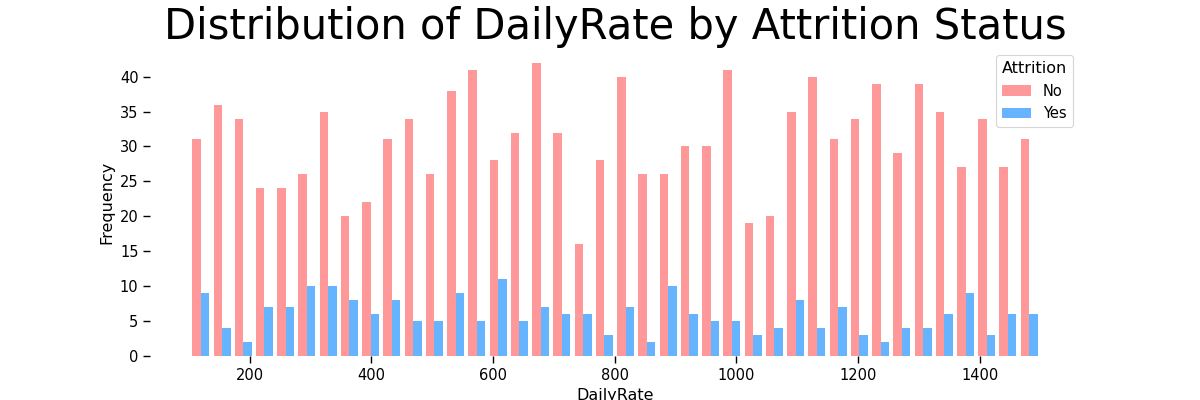 Distribution of DailyRate by Attrition Status
Attrition
No
Yes
Frequency
40
35
30
25
20
15
10
5
0
200 400 600 800 1000 1200 1400
DailyRate